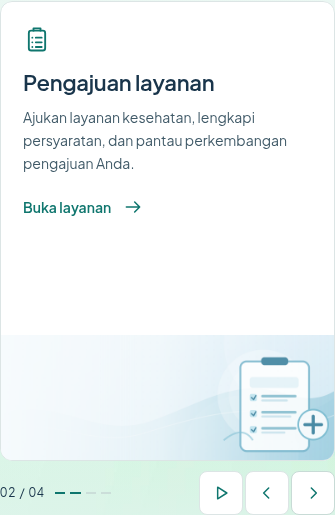 Pengajuan layanan
Ajukan layanan kesehatan, lengkapi
persyaratan, dan pantau perkembangan
pengajuan Anda.
Buka layanan
02 / 04